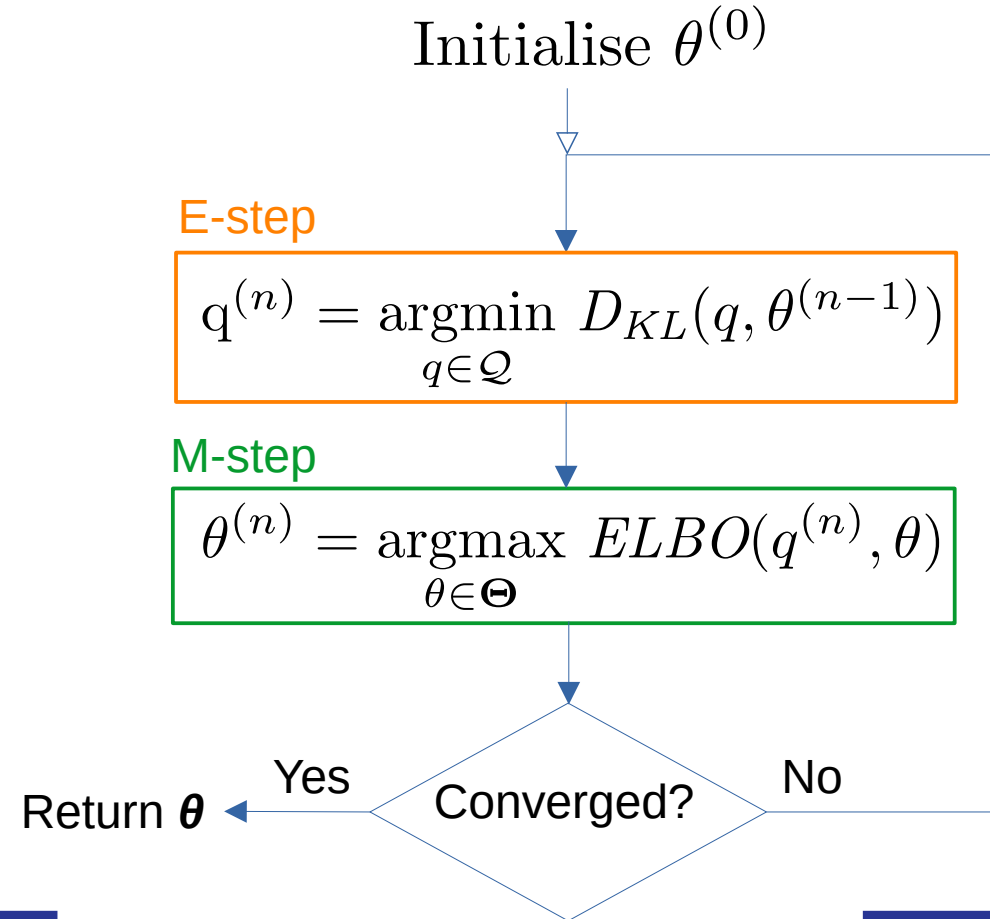 Initialise θ^(0)
E-step
q^(n) = argmin D_KL(q, θ^(n−1))
q∈𝒬
M-step
θ^(n) = argmax ELBO(q^(n), θ)
θ∈Θ
Yes
No
Converged?
Return θ